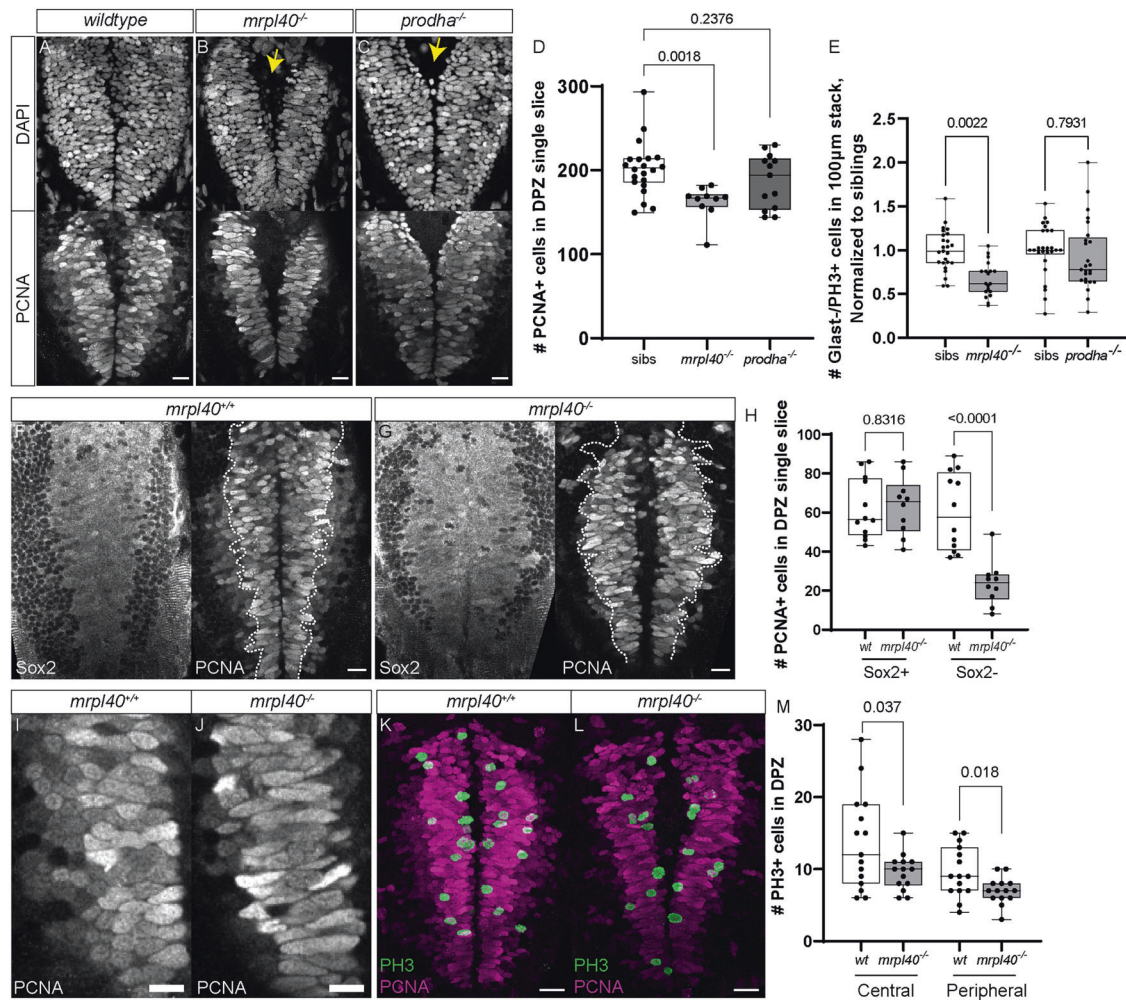 wildtype
mrpl40-/-
prodha-/-
DAPI
PCNA
A
B
C
D
# PCNA+ cells in DPZ single slice
300
200
100
0
0.2376
0.0018
sibs
mrpl40-/-
prodha-/-
E
# Glast-/PH3+ cells in 100µm stack,
Normalized to siblings
2.5
2.0
1.5
1.0
0.5
0.0
0.0022
0.7931
sibs
mrpl40-/-
sibs
prodha-/-
mrpl40+/+
mrpl40-/-
F
Sox2
PCNA
G
Sox2
PCNA
H
# PCNA+ cells in DPZ single slice
100
80
60
40
20
0
0.8316
<0.0001
wt
mrpl40-/-
wt
mrpl40-/-
Sox2+
Sox2-
mrpl40+/+
mrpl40-/-
mrpl40+/+
mrpl40-/-
I
PCNA
J
PCNA
K
PH3
PCNA
L
PH3
PCNA
M
# PH3+ cells in DPZ
30
20
10
0
0.037
0.018
wt
mrpl40-/-
wt
mrpl40-/-
Central
Peripheral